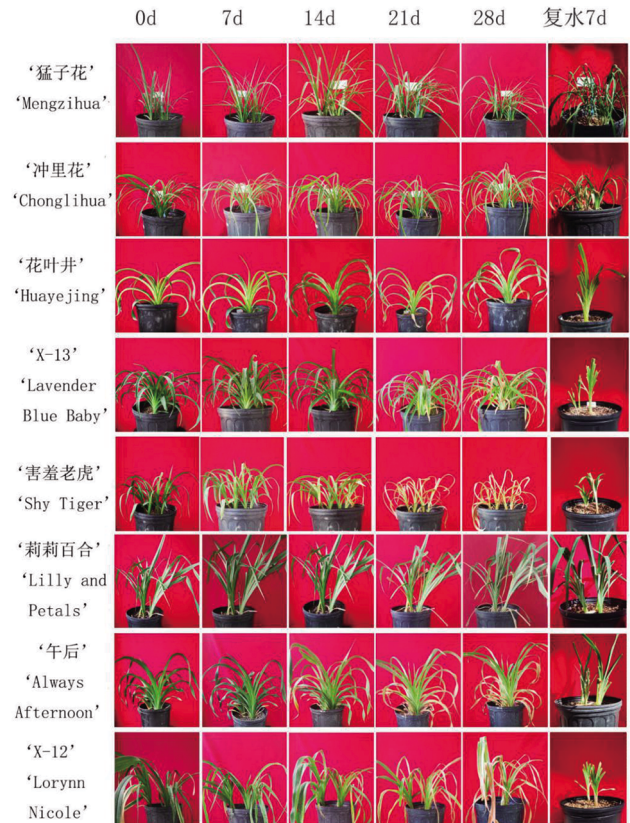 0d 7d 14d 21d 28d 复水7d
‘猛子花’
‘Mengzihua’
‘冲里花’
‘Chonglihua’
‘花叶井’
‘Huayejing’
‘X-13’
‘Lavender
Blue Baby’
‘害羞老虎’
‘Shy Tiger’
‘莉莉百合’
‘Lilly and
Petals’
‘午后’
‘Always
Afternoon’
‘X-12’
‘Lorynn
Nicole’